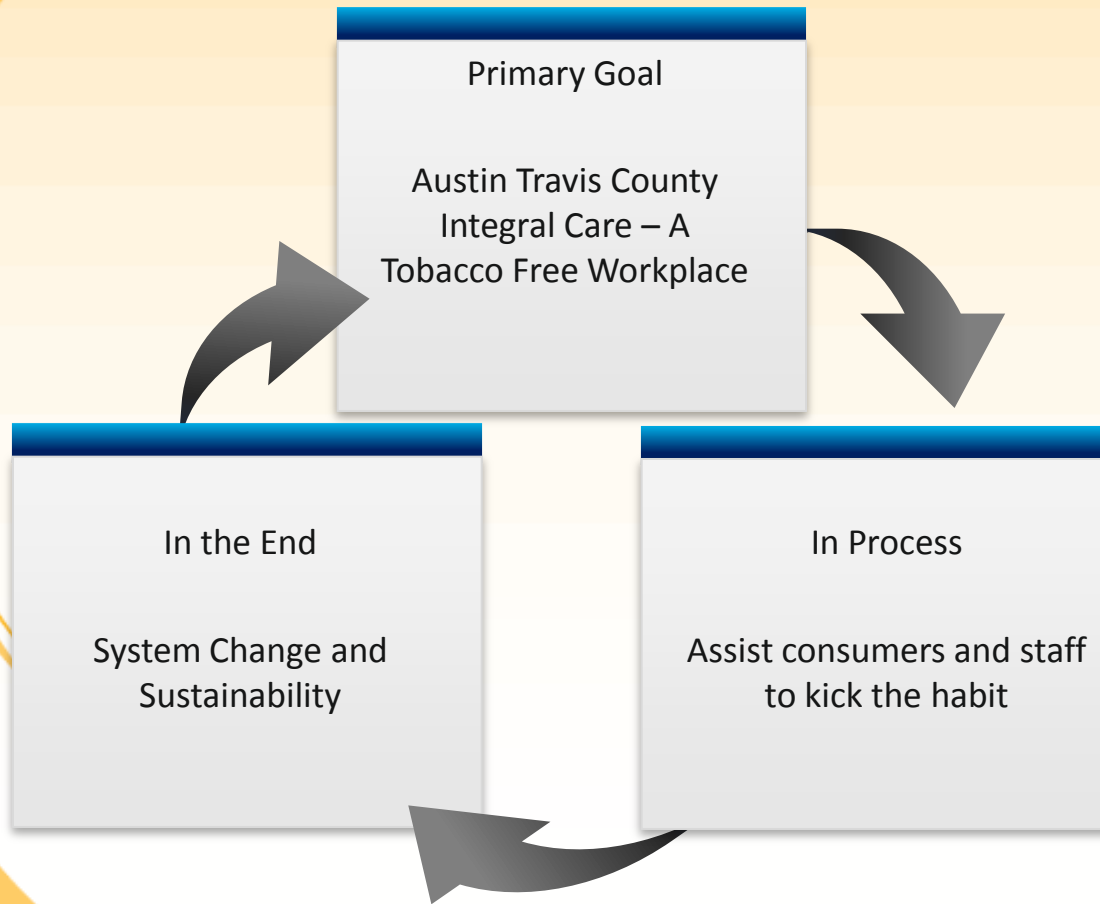 Primary Goal
Austin Travis County
Integral Care – A
Tobacco Free Workplace
In the End
System Change and
Sustainability
In Process
Assist consumers and staff
to kick the habit